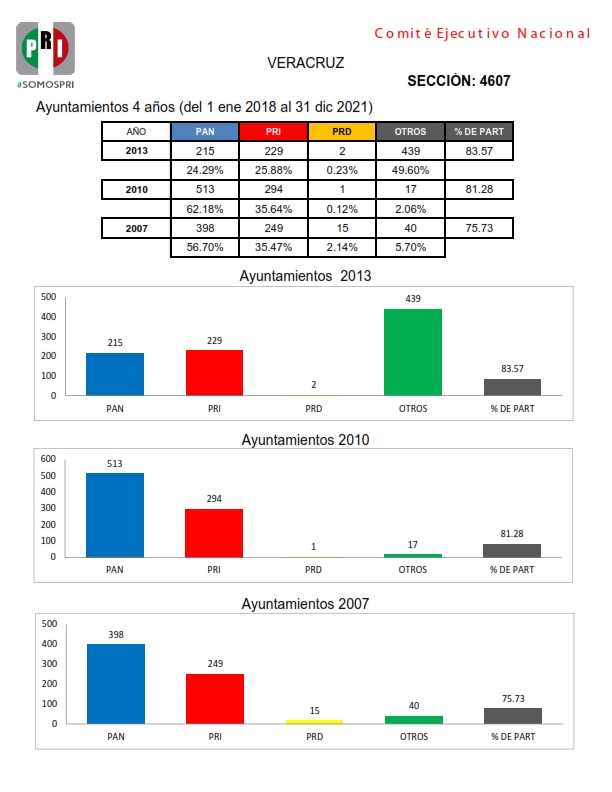 Comité Ejecutivo Nacional
PRI
#SOMOSPRI
VERACRUZ
SECCIÓN: 4607
Ayuntamientos 4 años (del 1 ene 2018 al 31 dic 2021)
AÑO PAN PRI PRD OTROS % DE PART
2013 215 229 2 439 83.57
24.29% 25.88% 0.23% 49.60%
2010 513 294 1 17 81.28
62.18% 35.64% 0.12% 2.06%
2007 398 249 15 40 75.73
56.70% 35.47% 2.14% 5.70%
Ayuntamientos 2013
500
400
300
200
100
0
215 229 2 439 83.57
PAN PRI PRD OTROS % DE PART
Ayuntamientos 2010
600
500
400
300
200
100
0
513 294 1 17 81.28
PAN PRI PRD OTROS % DE PART
Ayuntamientos 2007
500
400
300
200
100
0
398 249 15 40 75.73
PAN PRI PRD OTROS % DE PART